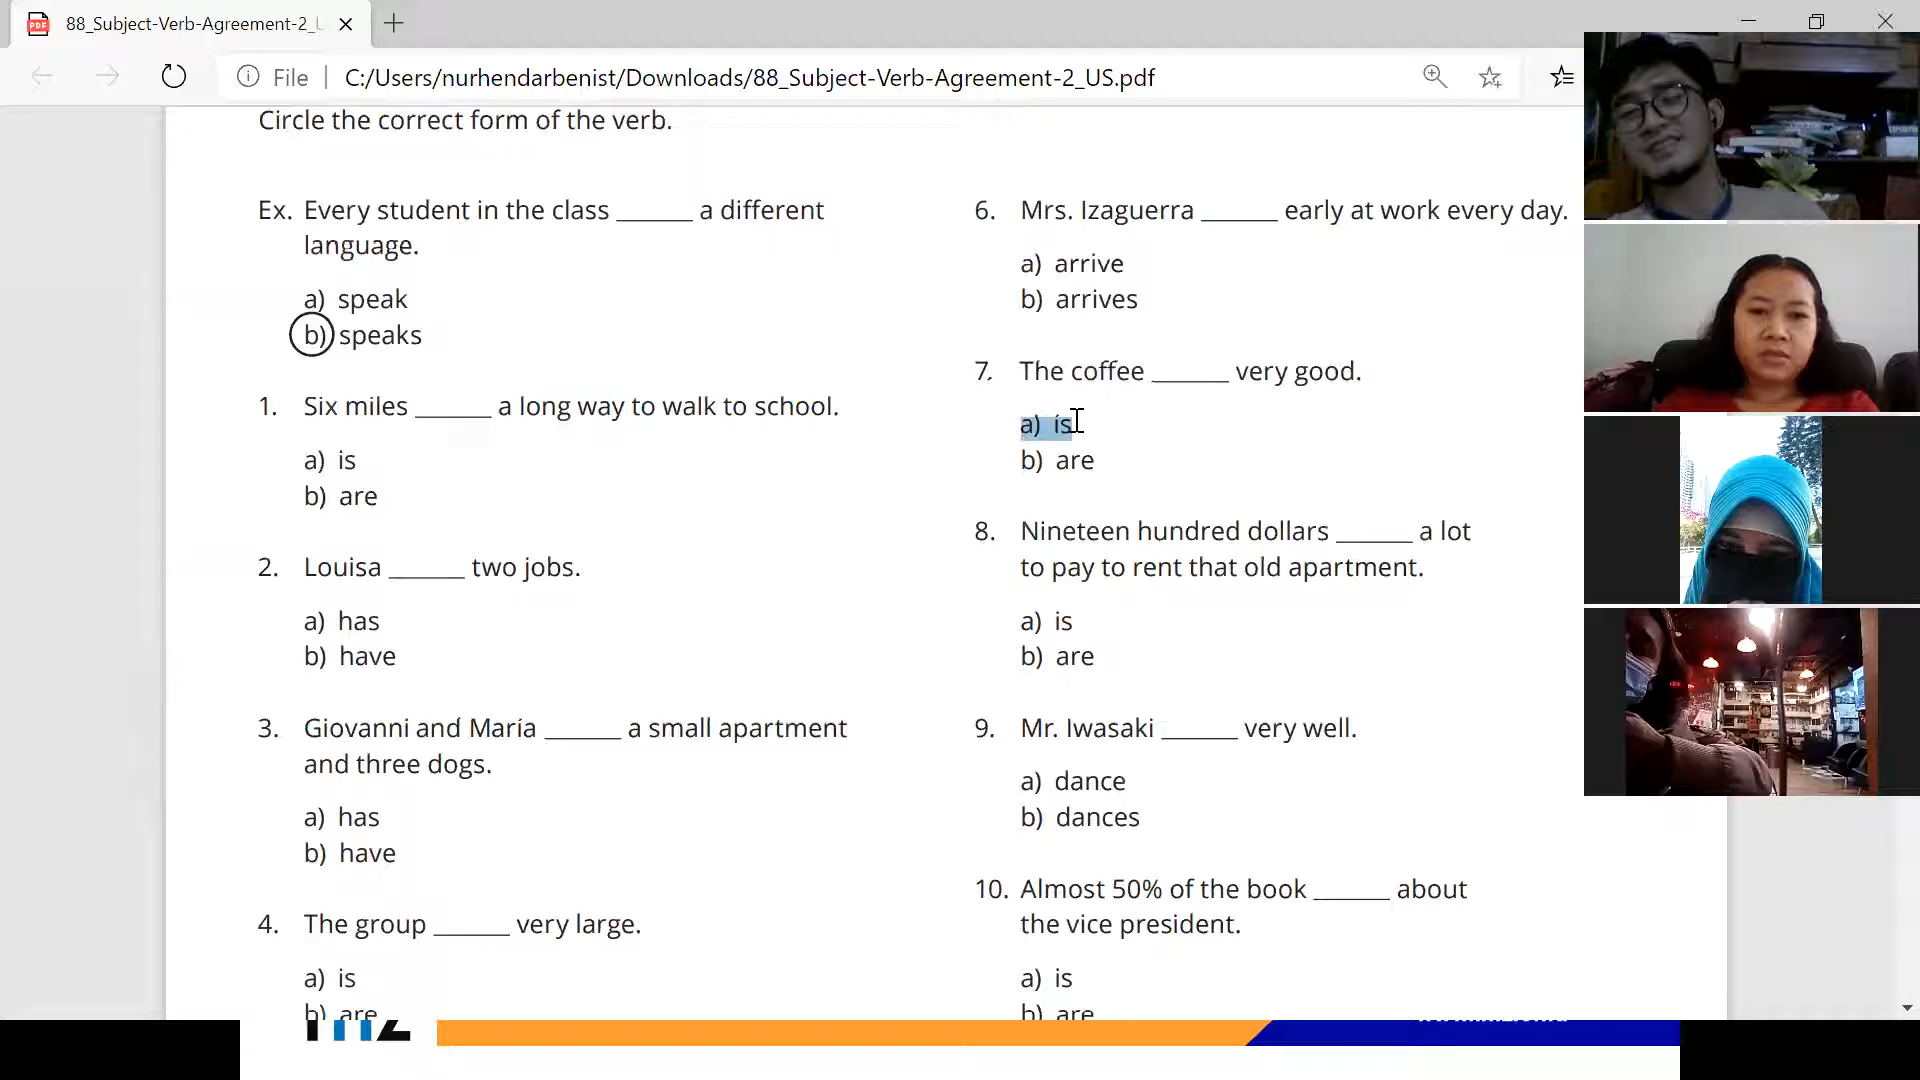 88_Subject-Verb-Agreement-2_U
File | C:/Users/nurhendarbenist/Downloads/88_Subject-Verb-Agreement-2_US.pdf
Circle the correct form of the verb.
Ex. Every student in the class ______ a different
language.
a) speak
b) speaks
1. Six miles ______ a long way to walk to school.
a) is
b) are
2. Louisa ______ two jobs.
a) has
b) have
3. Giovanni and Maria ______ a small apartment
and three dogs.
a) has
b) have
4. The group ______ very large.
a) is
b) are
6. Mrs. Izaguerra ______ early at work every day.
a) arrive
b) arrives
7. The coffee ______ very good.
a) is
b) are
8. Nineteen hundred dollars ______ a lot
to pay to rent that old apartment.
a) is
b) are
9. Mr. Iwasaki ______ very well.
a) dance
b) dances
10. Almost 50% of the book ______ about
the vice president.
a) is
b) are